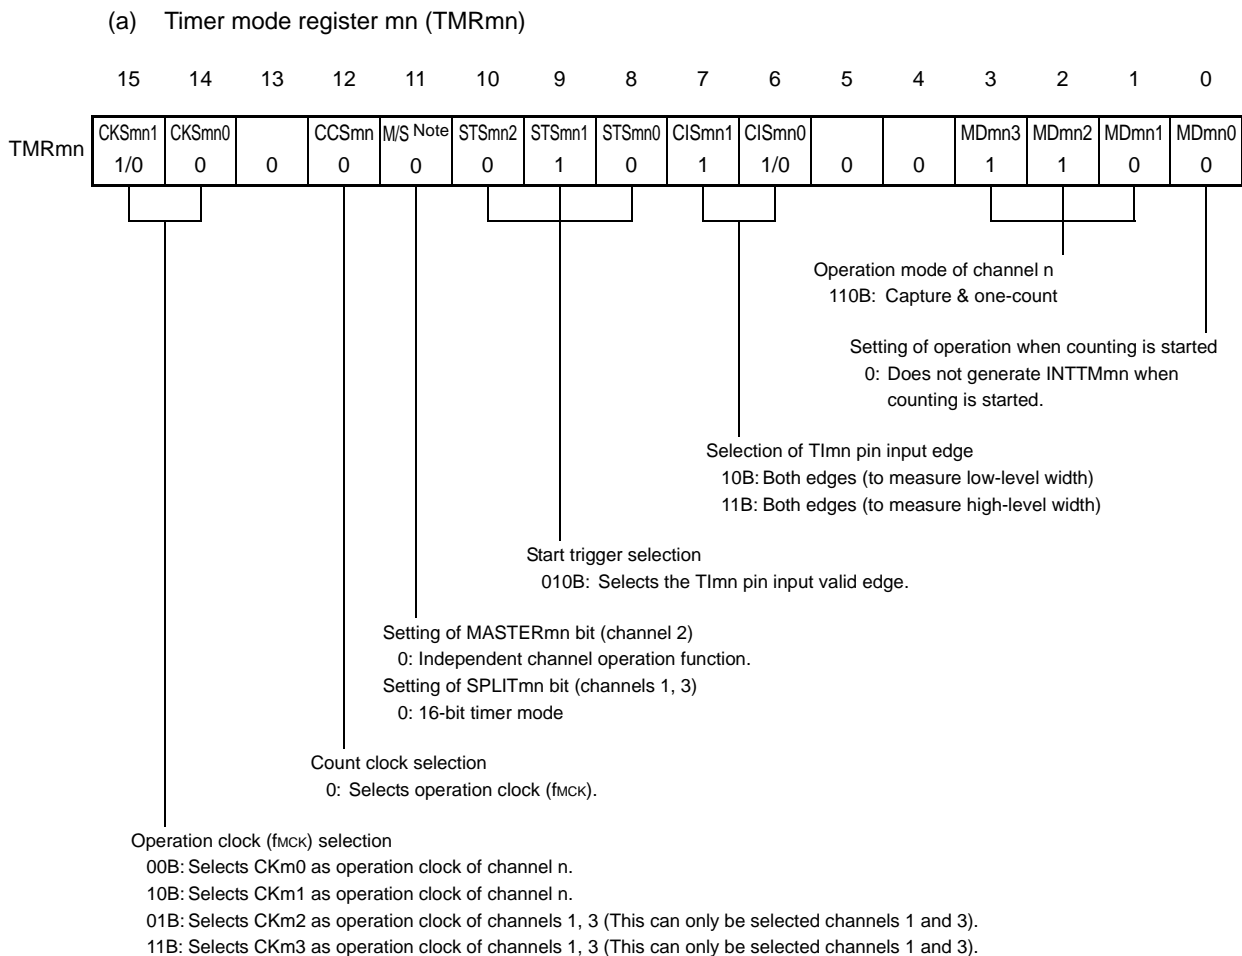 (a) Timer mode register mn (TMRmn)
15 14 13 12 11 10 9 8 7 6 5 4 3 2 1 0
TMRmn
CKSmn1 CKSmn0 CCSmn M/S Note STSmn2 STSmn1 STSmn0 CISmn1 CISmn0 MDmn3 MDmn2 MDmn1 MDmn0
1/0 0 0 0 0 0 1 0 1 1/0 0 0 1 1 0 0
Operation mode of channel n
110B: Capture & one-count
Setting of operation when counting is started
0: Does not generate INTTMmn when
counting is started.
Selection of TImn pin input edge
10B: Both edges (to measure low-level width)
11B: Both edges (to measure high-level width)
Start trigger selection
010B: Selects the TImn pin input valid edge.
Setting of MASTERmn bit (channel 2)
0: Independent channel operation function.
Setting of SPLITmn bit (channels 1, 3)
0: 16-bit timer mode
Count clock selection
0: Selects operation clock (fMCK).
Operation clock (fMCK) selection
00B: Selects CKm0 as operation clock of channel n.
10B: Selects CKm1 as operation clock of channel n.
01B: Selects CKm2 as operation clock of channels 1, 3 (This can only be selected channels 1 and 3).
11B: Selects CKm3 as operation clock of channels 1, 3 (This can only be selected channels 1 and 3).